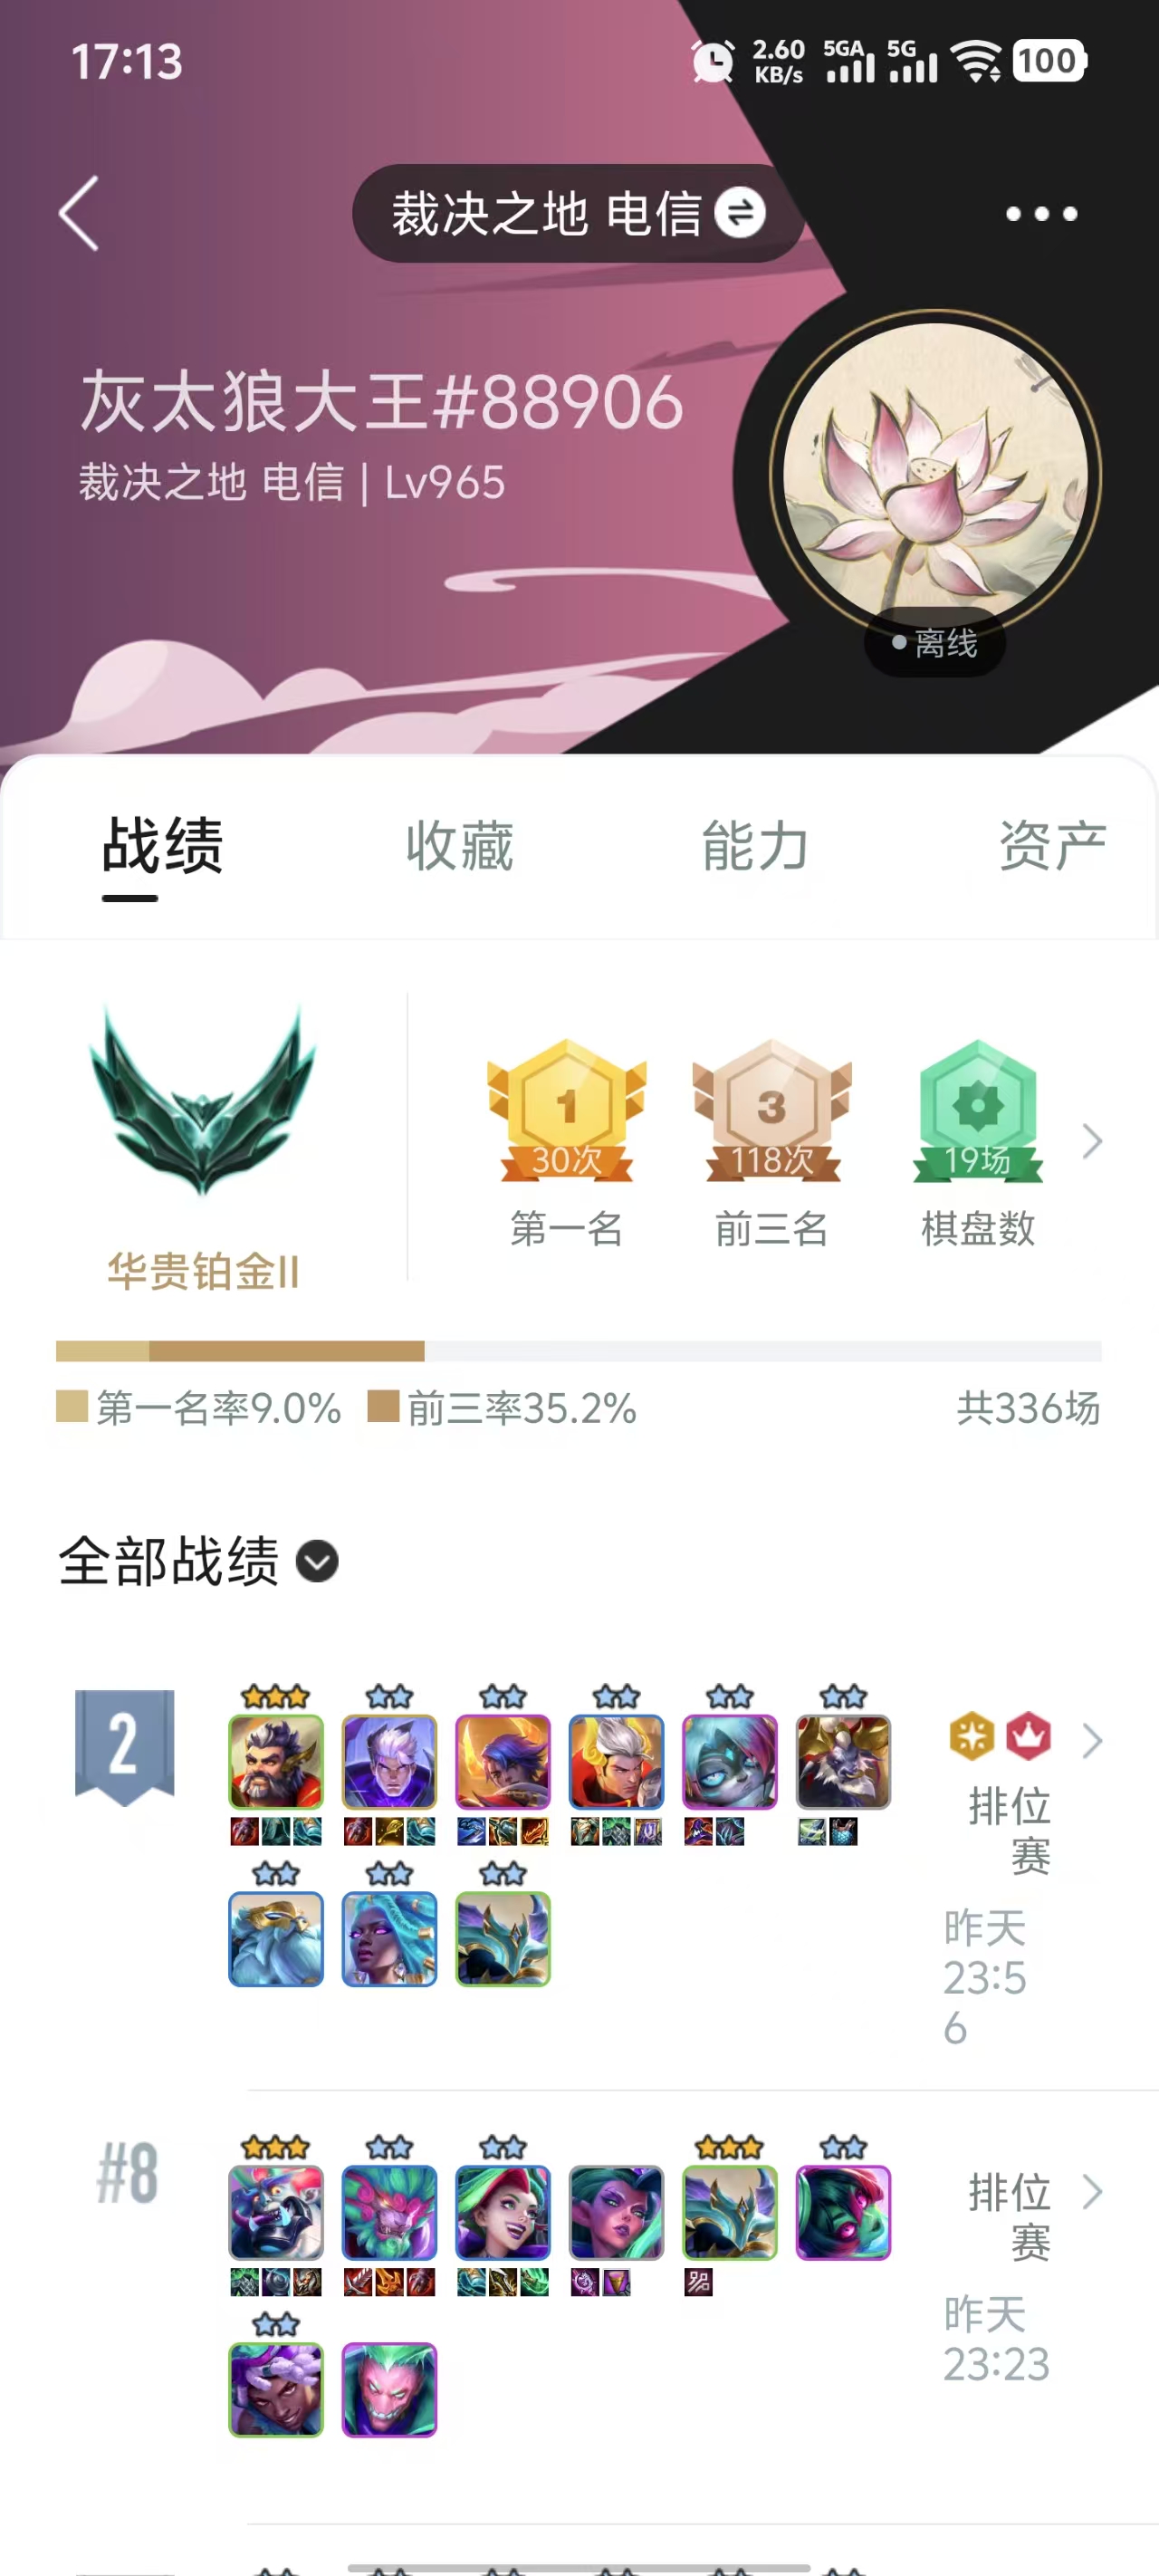 17:13
2.60 KB/s 5GA 5G 100
裁决之地 电信
灰太狼大王#88906
裁决之地 电信 | Lv965
离线
战绩 收藏 能力 资产
1 3
30次 118次 19场
第一名 前三名 棋盘数
华贵铂金II
第一名率9.0% 前三率35.2% 共336场
全部战绩
2
排位
赛
昨天
23:5
6
#8
排位
赛
昨天
23:23